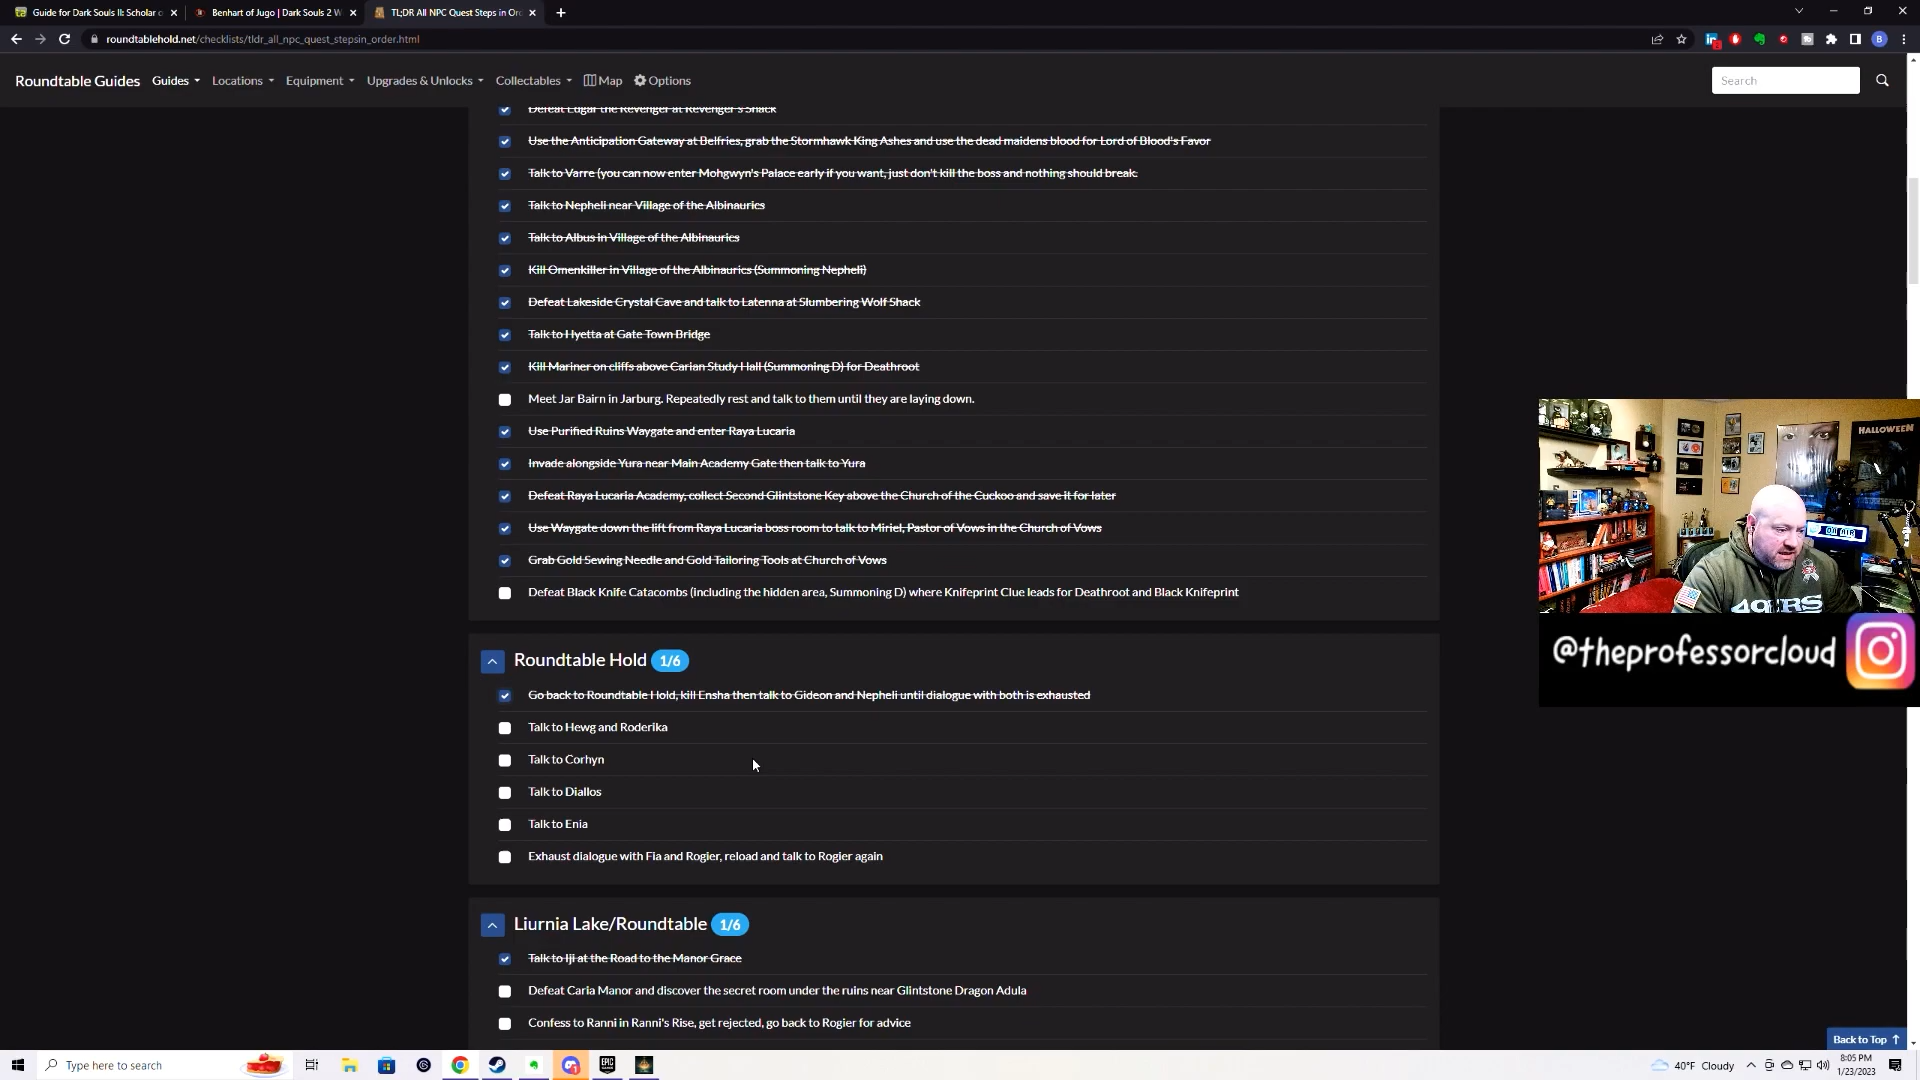 Guide for Dark Souls II: Scholar o
Benhart of Jugo | Dark Souls 2 W
TL;DR All NPC Quest Steps in Orc
roundtablehold.net/checklists/tldr_all_npc_quest_stepsin_order.html
Roundtable Guides Guides Locations Equipment Upgrades & Unlocks Collectables Map Options Search
Defeat Edgar the Revenger at Revenger's Shack
Use the Anticipation Gateway at Belfries, grab the Stormhawk King Ashes and use the dead maidens blood for Lord of Blood's Favor
Talk to Varre (you can now enter Mohgwyn's Palace early if you want, just don't kill the boss and nothing should break.
Talk to Nepheli near Village of the Albinaurics
Talk to Albus in Village of the Albinaurics
Kill Omenkiller in Village of the Albinaurics (Summoning Nepheli)
Defeat Lakeside Crystal Cave and talk to Latenna at Slumbering Wolf Shack
Talk to Hyetta at Gate Town Bridge
Kill Mariner on cliffs above Carian Study Hall (Summoning D) for Deathroot
Meet Jar Bairn in Jarburg. Repeatedly rest and talk to them until they are laying down.
Use Purified Ruins Waygate and enter Raya Lucaria
Invade alongside Yura near Main Academy Gate then talk to Yura
Defeat Raya Lucaria Academy, collect Second Glintstone Key above the Church of the Cuckoo and save it for later
Use Waygate down the lift from Raya Lucaria boss room to talk to Miriel, Pastor of Vows in the Church of Vows
Grab Gold Sewing Needle and Gold Tailoring Tools at Church of Vows
Defeat Black Knife Catacombs (including the hidden area, Summoning D) where Knifeprint Clue leads for Deathroot and Black Knifeprint
HALLOWEEN
ON AIR
49ERS
@theprofessorcloud
Roundtable Hold 1/6
Go back to Roundtable Hold, kill Ensha then talk to Gideon and Nepheli until dialogue with both is exhausted
Talk to Hewg and Roderika
Talk to Corhyn
Talk to Diallos
Talk to Enia
Exhaust dialogue with Fia and Rogier, reload and talk to Rogier again
Liurnia Lake/Roundtable 1/6
Talk to Iji at the Road to the Manor Grace
Defeat Caria Manor and discover the secret room under the ruins near Glintstone Dragon Adula
Confess to Ranni in Ranni's Rise, get rejected, go back to Rogier for advice
Back to Top ↑
Type here to search
EPIC GAMES
40°F Cloudy
8:05 PM
1/23/2023